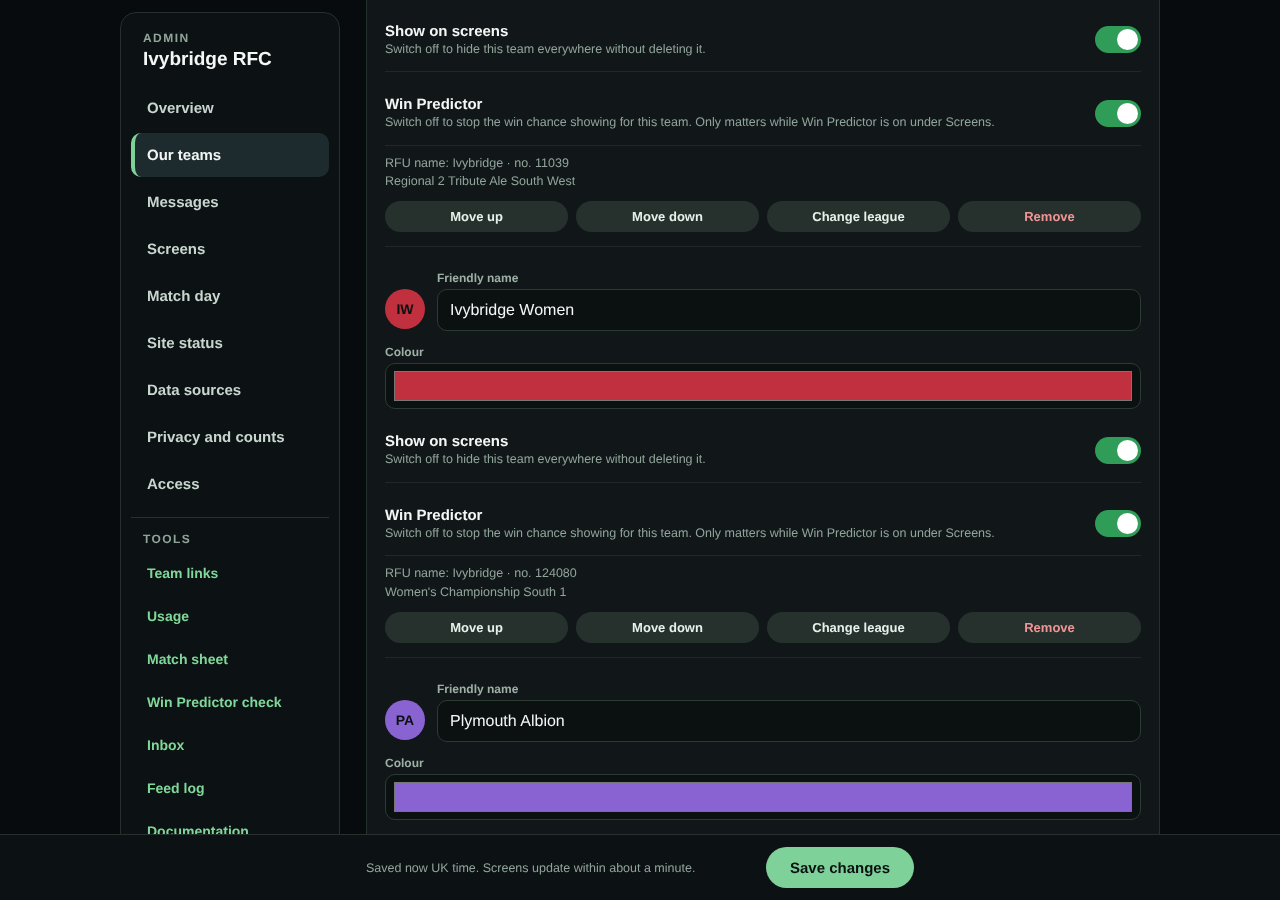 ADMIN
Ivybridge RFC
Overview
Our teams
Messages
Screens
Match day
Site status
Data sources
Privacy and counts
Access
TOOLS
Team links
Usage
Match sheet
Win Predictor check
Inbox
Feed log
Documentation
Show on screens
Switch off to hide this team everywhere without deleting it.
Win Predictor
Switch off to stop the win chance showing for this team. Only matters while Win Predictor is on under Screens.
RFU name: Ivybridge · no. 11039
Regional 2 Tribute Ale South West
Move up
Move down
Change league
Remove
Friendly name
IW
Ivybridge Women
Colour
Show on screens
Switch off to hide this team everywhere without deleting it.
Win Predictor
Switch off to stop the win chance showing for this team. Only matters while Win Predictor is on under Screens.
RFU name: Ivybridge · no. 124080
Women's Championship South 1
Move up
Move down
Change league
Remove
Friendly name
PA
Plymouth Albion
Colour
Saved now UK time. Screens update within about a minute.
Save changes